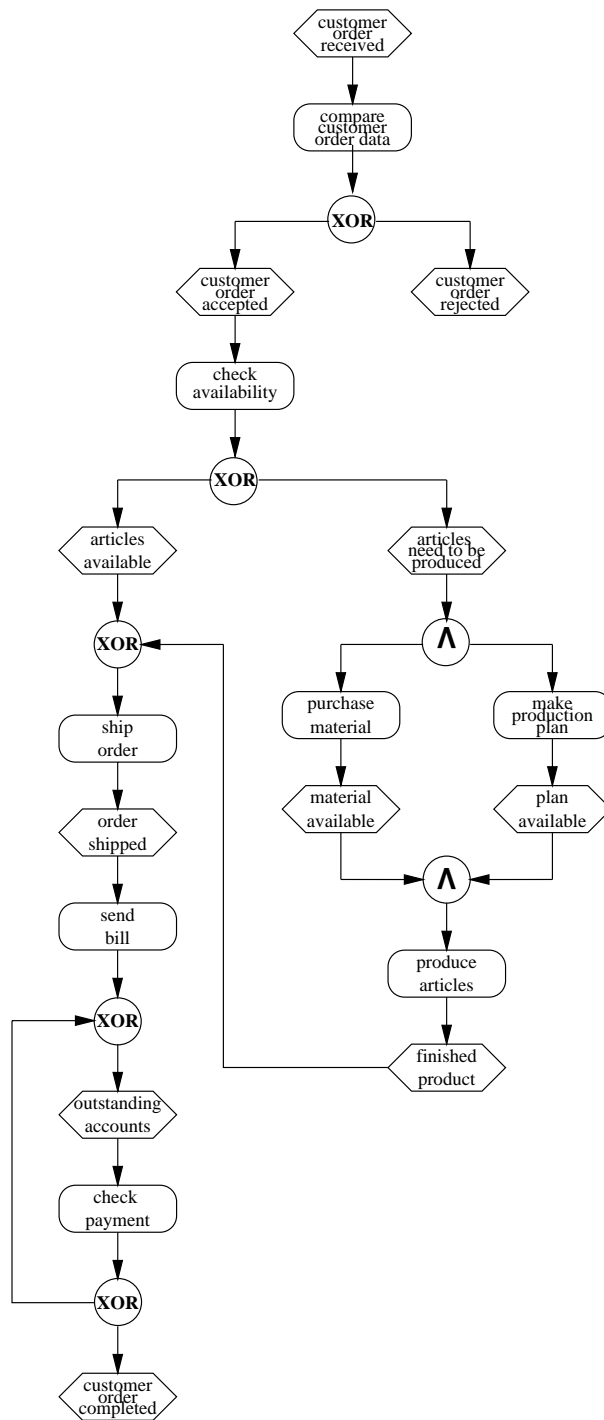 customer
order
received
compare
customer
order data
XOR
customer
order
accepted
customer
order
rejected
check
availability
XOR
articles
available
articles
need to be
produced
XOR
Λ
purchase
material
make
production
plan
ship
order
material
available
plan
available
order
shipped
Λ
send
bill
produce
articles
XOR
finished
product
outstanding
accounts
check
payment
XOR
customer
order
completed